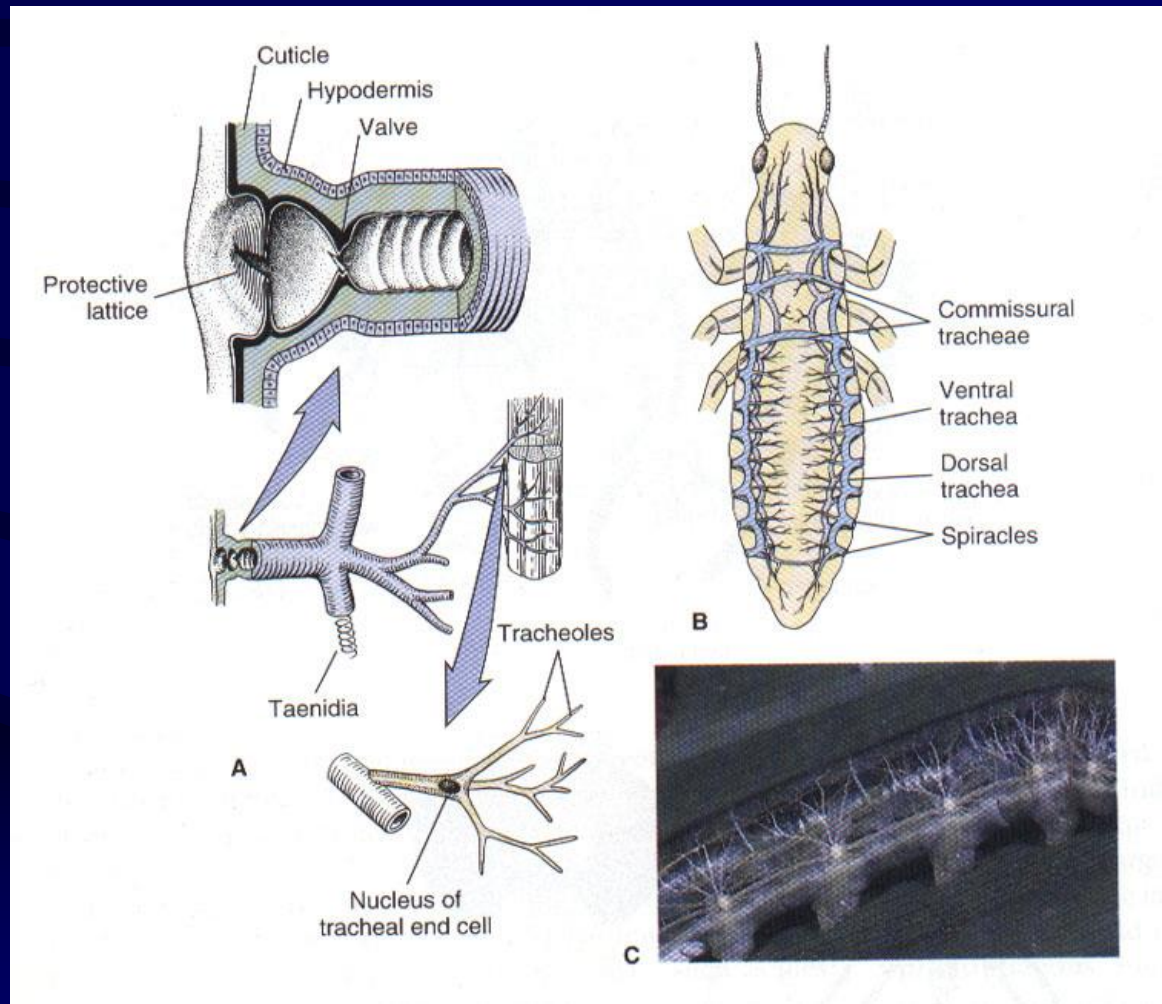 Cuticle
Hypodermis
Valve
Protective
lattice
Taenidia
Tracheoles
A
Nucleus of
tracheal end cell
Commissural
tracheae
Ventral
trachea
Dorsal
trachea
Spiracles
B
C